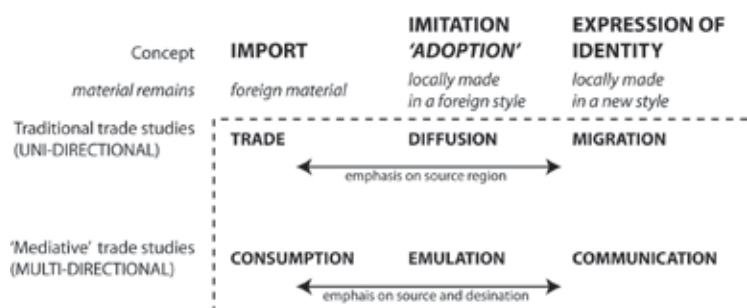 Concept IMPORT IMITATION 'ADOPTION' EXPRESSION OF IDENTITY
material remains foreign material locally made in a foreign style locally made in a new style
Traditional trade studies (UNI-DIRECTIONAL) TRADE DIFFUSION MIGRATION
emphasis on source region
'Mediative' trade studies (MULTI-DIRECTIONAL) CONSUMPTION EMULATION COMMUNICATION
emphais on source and desination